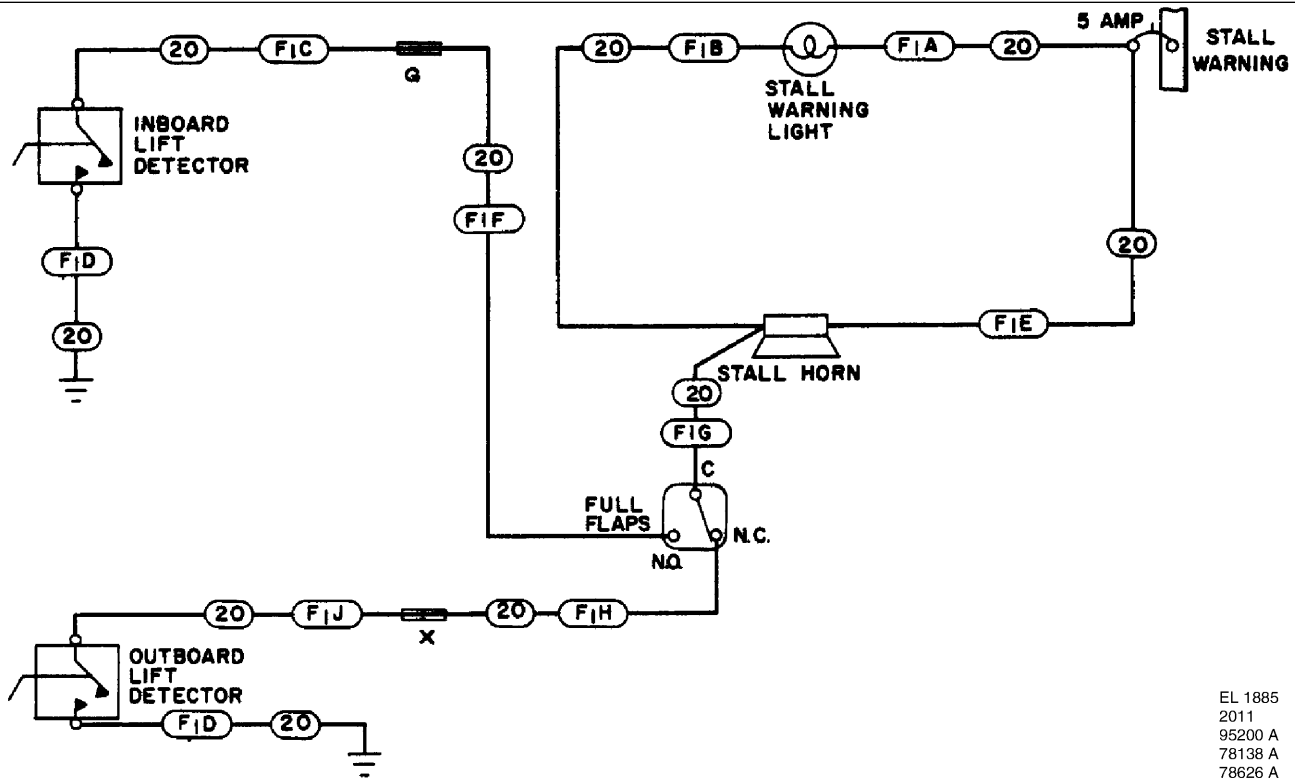 20
F1C
G
INBOARD
LIFT
DETECTOR
F1D
20
20
F1F
20
F1B
STALL
WARNING
LIGHT
F1A
20
5 AMP
STALL
WARNING
20
F1E
STALL HORN
20
F1G
C
FULL
FLAPS
N.O.
N.C.
20
F1J
X
20
F1H
OUTBOARD
LIFT
DETECTOR
F1D
20
EL 1885
2011
95200 A
78138 A
78626 A